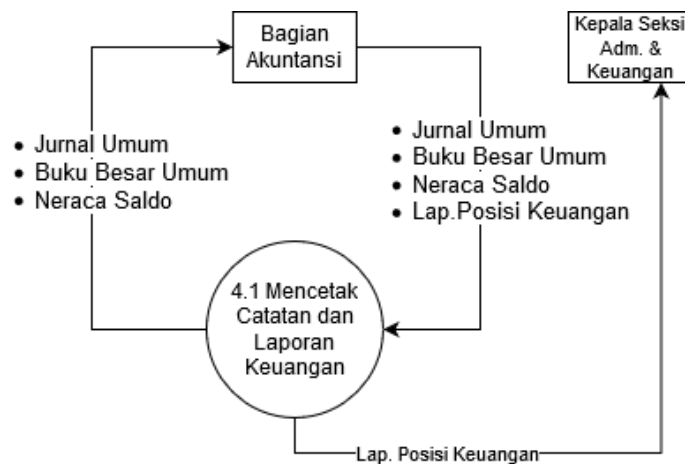 Bagian
Akuntansi
Kepala Seksi
Adm. &
Keuangan
• Jurnal Umum
• Buku Besar Umum
• Neraca Saldo
• Jurnal Umum
• Buku Besar Umum
• Neraca Saldo
• Lap.Posisi Keuangan
4.1 Mencetak
Catatan dan
Laporan
Keuangan
Lap. Posisi Keuangan